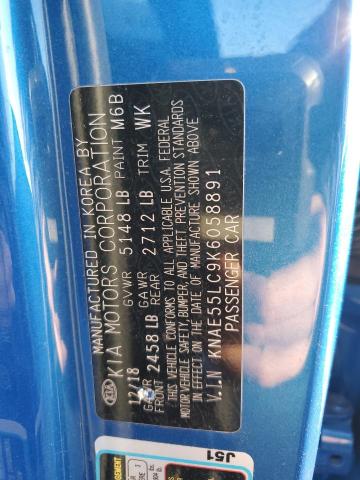 MANUFACTURED IN KOREA BY
KIA KIA MOTORS CORPORATION
12/18 GVWR 5148 LB PAINT M6B
GAWR GAWR
FRONT 2458 LB REAR 2712 LB TRIM WK
THIS VEHICLE CONFORMS TO ALL APPLICABLE U.S.A. FEDERAL
MOTOR VEHICLE SAFETY, BUMPER, AND THEFT PREVENTION STANDARDS
IN EFFECT ON THE DATE OF MANUFACTURE SHOWN ABOVE
V.I.N KNAE55LC9K6058891
PASSENGER CAR
J51